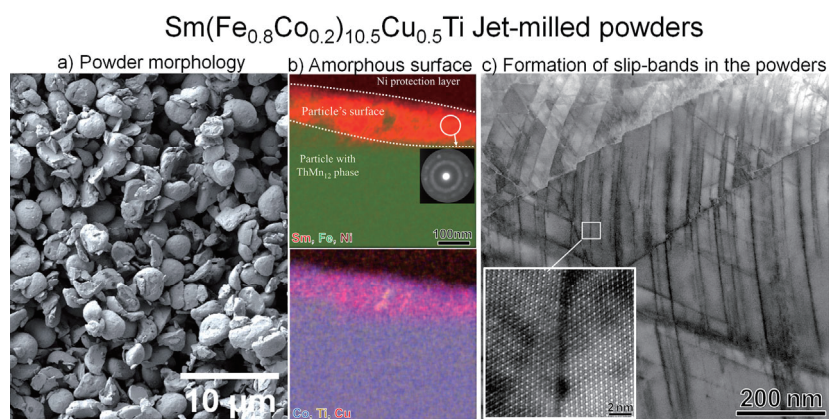 Sm(Fe0.8Co0.2)10.5Cu0.5Ti Jet-milled powders
a) Powder morphology
b) Amorphous surface
c) Formation of slip-bands in the powders
Ni protection layer
Particle's surface
Particle with
ThMn12 phase
Sm, Fe, Ni
100nm
Co, Ti, Cu
10 μm
2 nm
200 nm